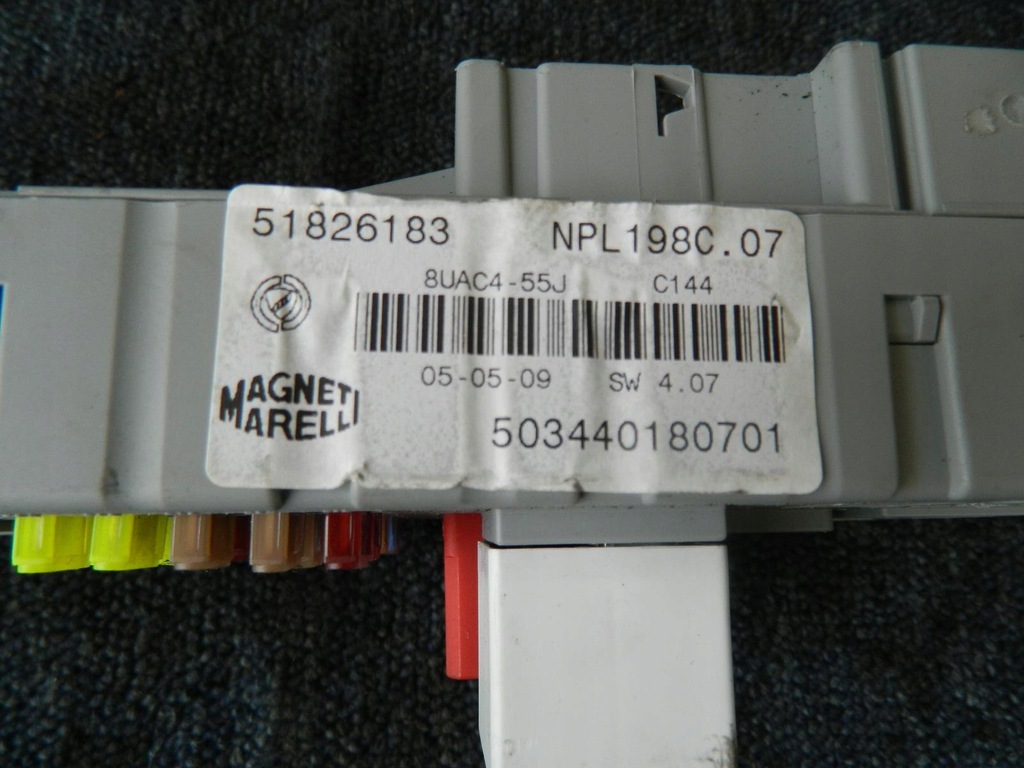 51826183 NPL198C.07
8UAC4-55J C144
05-05-09 SW 4.07
MAGNETI
MARELLI
503440180701